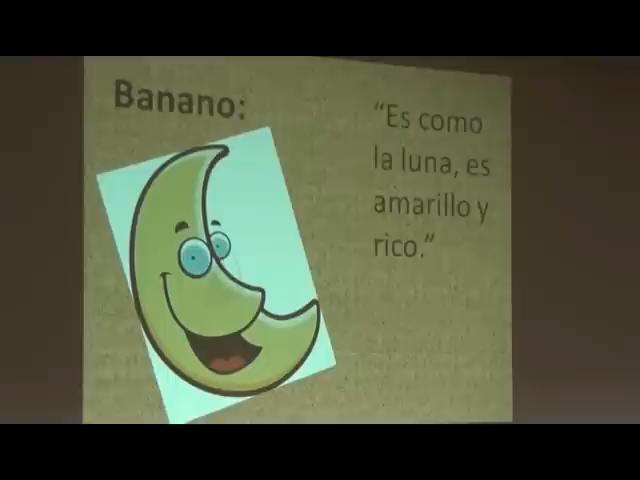 Banano:
“Es como
la luna, es
amarillo y
rico.”